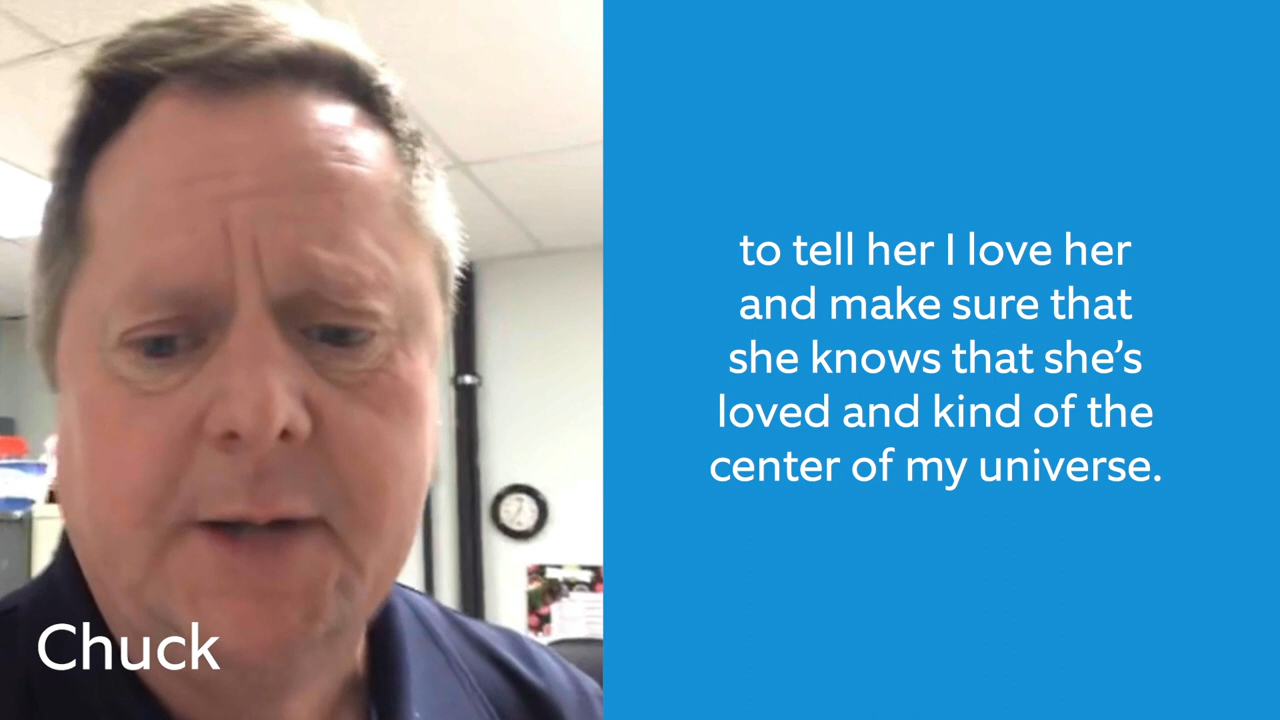 to tell her I love her
and make sure that
she knows that she's
loved and kind of the
center of my universe.
Chuck